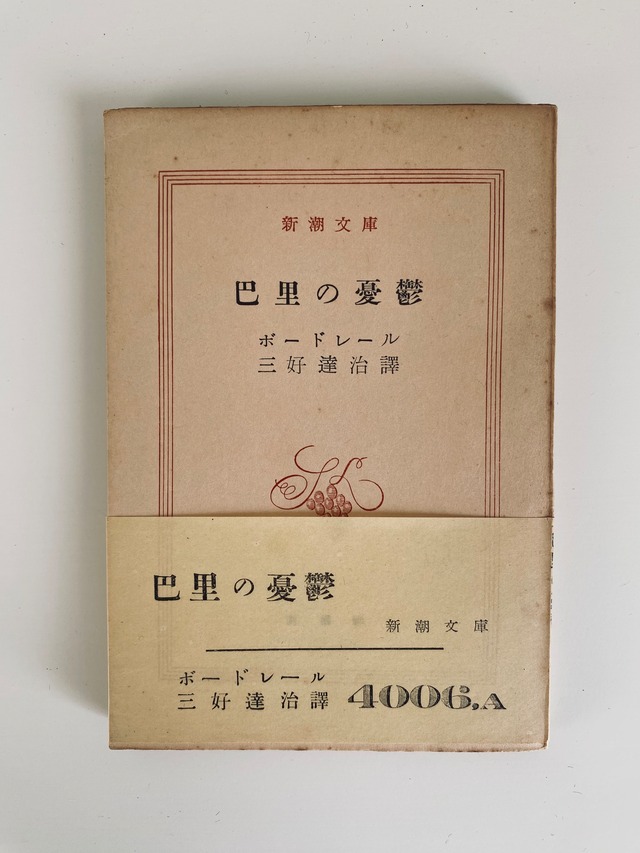 新潮文庫
巴里の憂鬱
ボードレール
三好達治譯
巴里の憂鬱
新潮文庫
ボードレール
三好達治譯
4006,A